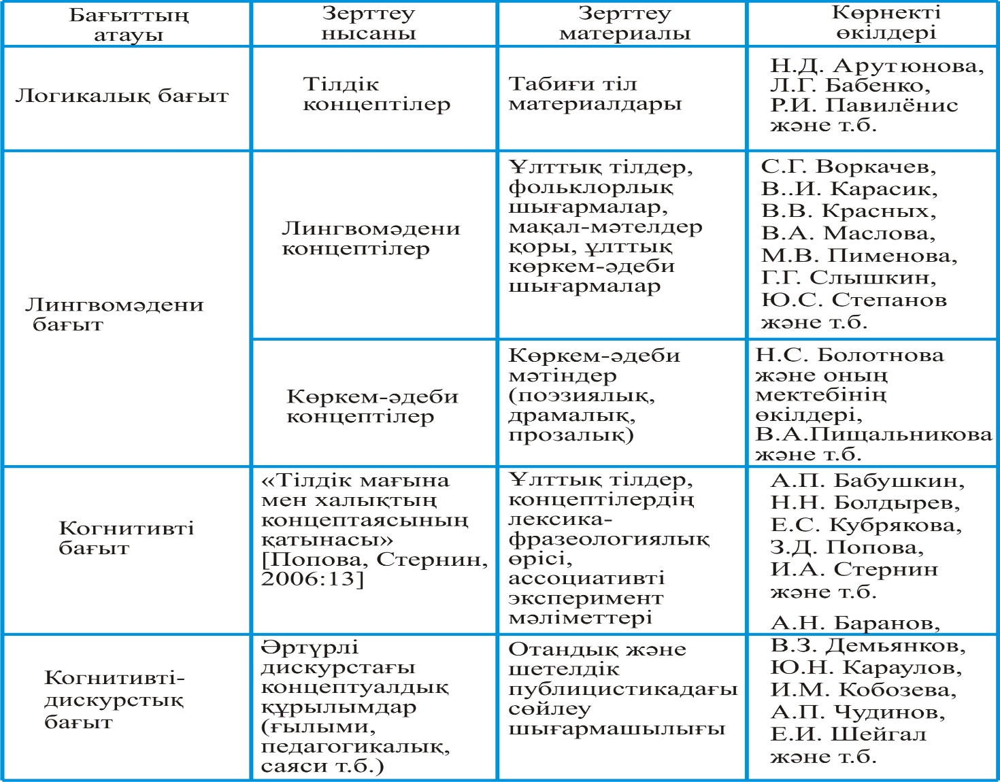 Бағыттың
атауы
Зерттеу
нысаны
Зерттеу
материалы
Көрнекті
өкілдері
Логикалық бағыт
Тілдік
концептілер
Табиғи тіл
материалдары
Н.Д. Арутюнова,
Л.Г. Бабенко,
Р.И. Павилёнис
және т.б.
Лингвомәдени
бағыт
Лингвомәдени
концептілер
Ұлттық тілдер,
фольклорлық
шығармалар,
мақал-мәтелдер
қоры, ұлттық
көркем-әдеби
шығармалар
С.Г. Воркачев,
В..И. Карасик,
В.В. Красных,
В.А. Маслова,
М.В. Пименова,
Г.Г. Слышкин,
Ю.С. Степанов
және т.б.
Көркем-әдеби
концептілер
Көркем-әдеби
мәтіндер
(поэзиялық,
драмалық,
прозалық)
Н.С. Болотнова
және оның
мектебінің
өкілдері,
В.А.Пищальникова
және т.б.
Когнитивті
бағыт
«Тілдік мағына
мен халықтың
концептаясының
қатынасы»
[Попова, Стернин,
2006:13]
Ұлттық тілдер,
концептілердің
лексика-
фразеологиялық
өрісі,
ассоциативті
эксперимент
мәліметтері
А.П. Бабушкин,
Н.Н. Болдырев,
Е.С. Кубрякова,
З.Д. Попова,
И.А. Стернин
және т.б.
Когнитивті-
дискурстық
бағыт
Әртүрлі
дискурстағы
концептуалдық
құрылымдар
(ғылыми,
педагогикалық,
саяси т.б.)
Отандық және
шетелдік
публицистикадағы
сөйлеу
шығармашылығы
А.Н. Баранов,
В.З. Демьянков,
Ю.Н. Караулов,
И.М. Кобозева,
А.П. Чудинов,
Е.И. Шейгал
және т.б.